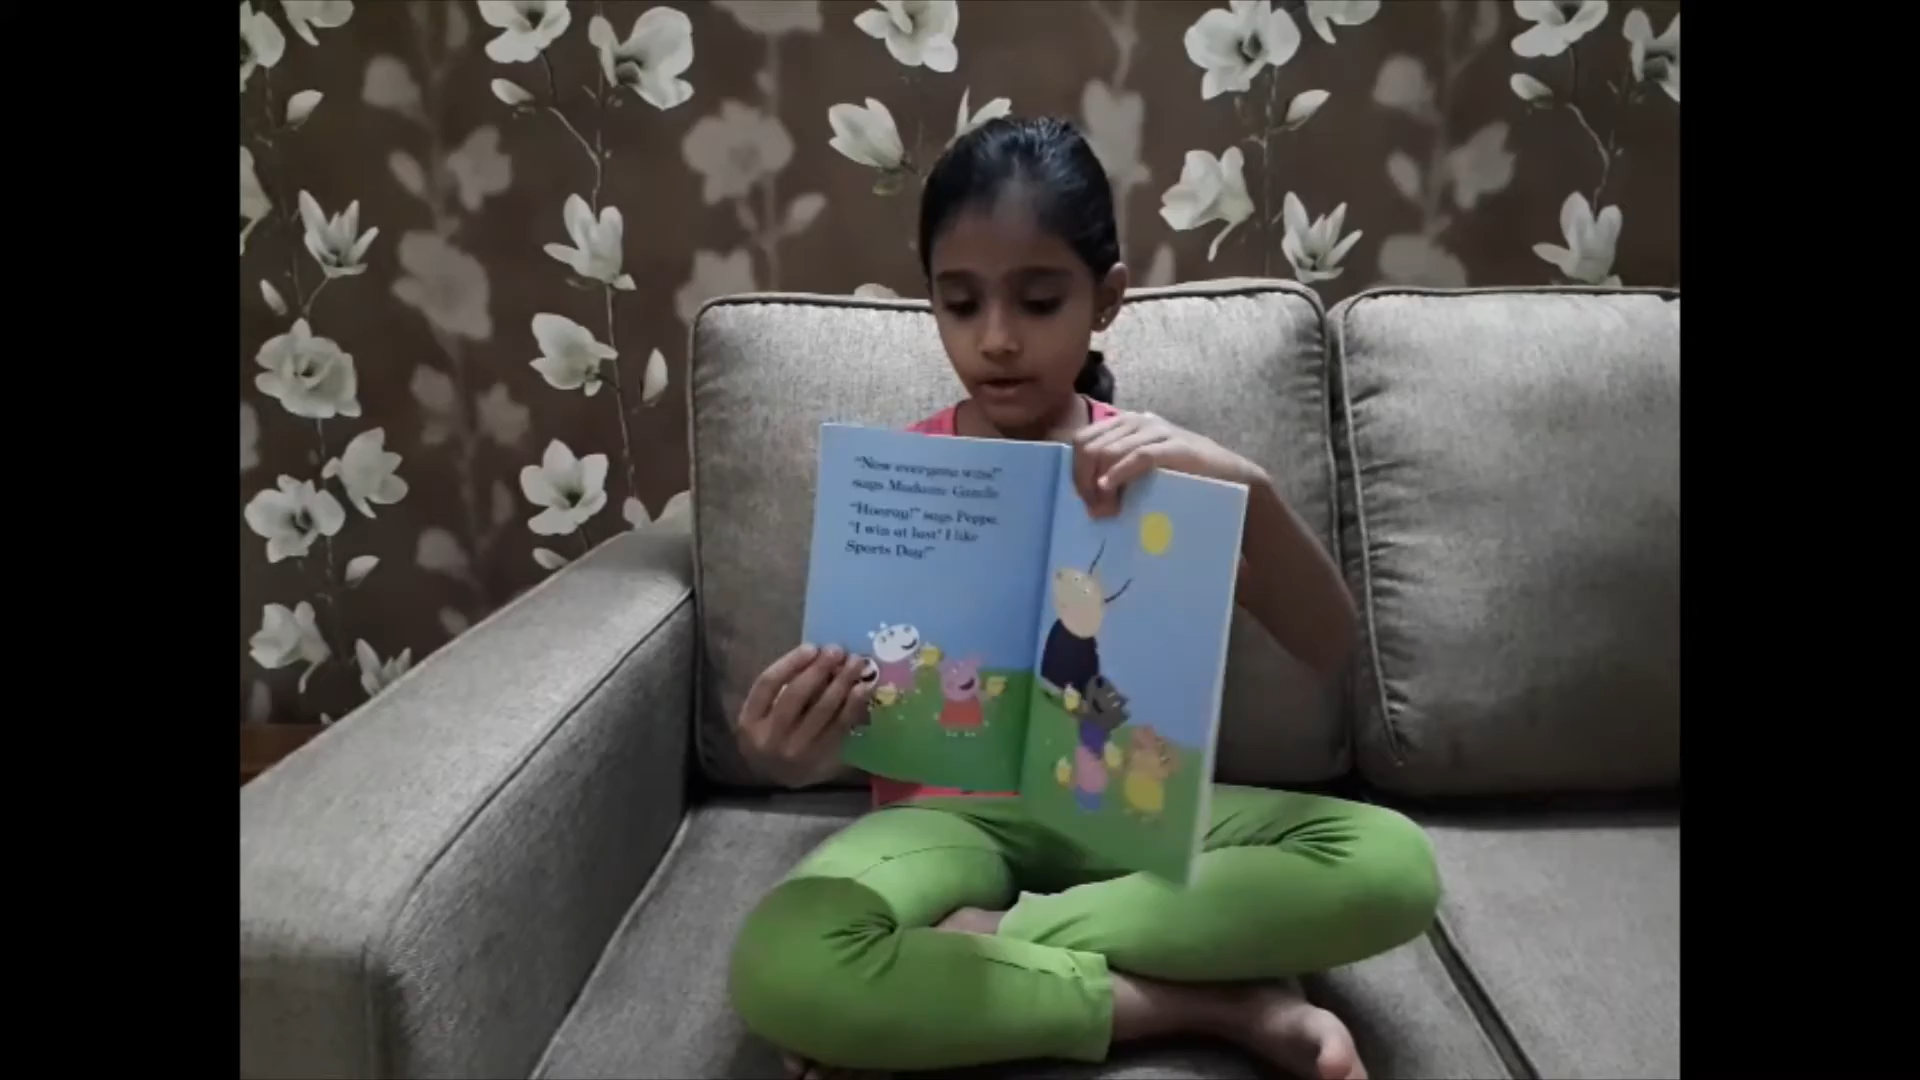 "Now everyone wins!"
says Madame Gazelle.
"Hooray!" says Peppa.
"I win at last! I like
Sports Day!"